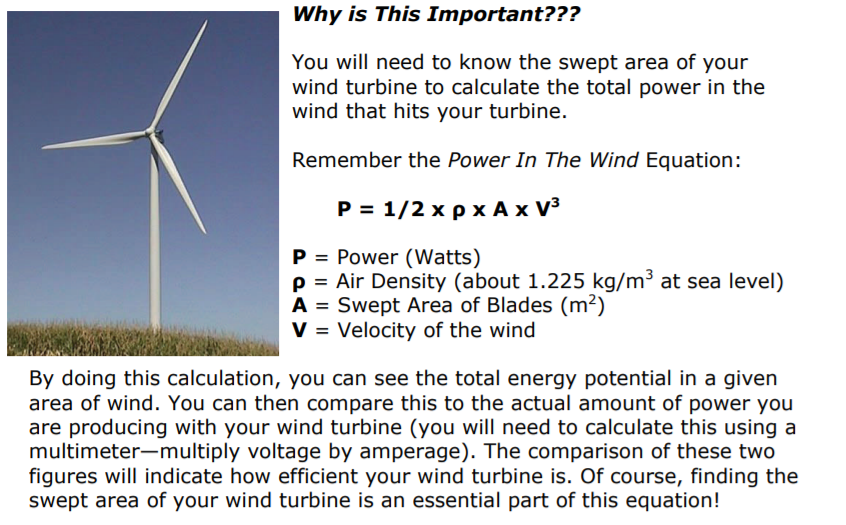 Why is This Important???
You will need to know the swept area of your
wind turbine to calculate the total power in the
wind that hits your turbine.
Remember the Power In The Wind Equation:
P = 1/2 x ρ x A x V³
P = Power (Watts)
ρ = Air Density (about 1.225 kg/m³ at sea level)
A = Swept Area of Blades (m²)
V = Velocity of the wind
By doing this calculation, you can see the total energy potential in a given
area of wind. You can then compare this to the actual amount of power you
are producing with your wind turbine (you will need to calculate this using a
multimeter—multiply voltage by amperage). The comparison of these two
figures will indicate how efficient your wind turbine is. Of course, finding the
swept area of your wind turbine is an essential part of this equation!